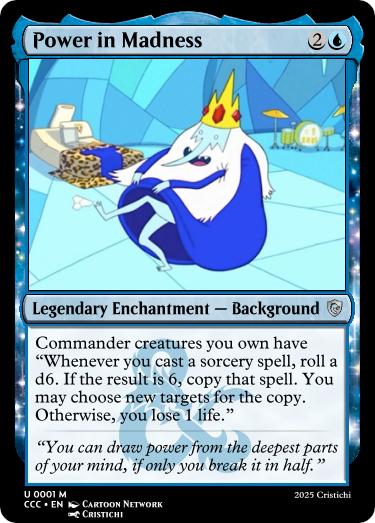 Power in Madness 2
Legendary Enchantment — Background
Commander creatures you own have
“Whenever you cast a sorcery spell, roll a
d6. If the result is 6, copy that spell. You
may choose new targets for the copy.
Otherwise, you lose 1 life.”
“You can draw power from the deepest parts
of your mind, if only you break it in half.”
U 0001 M
2025 Cristichi
CCC • EN Cartoon Network
Cristichi